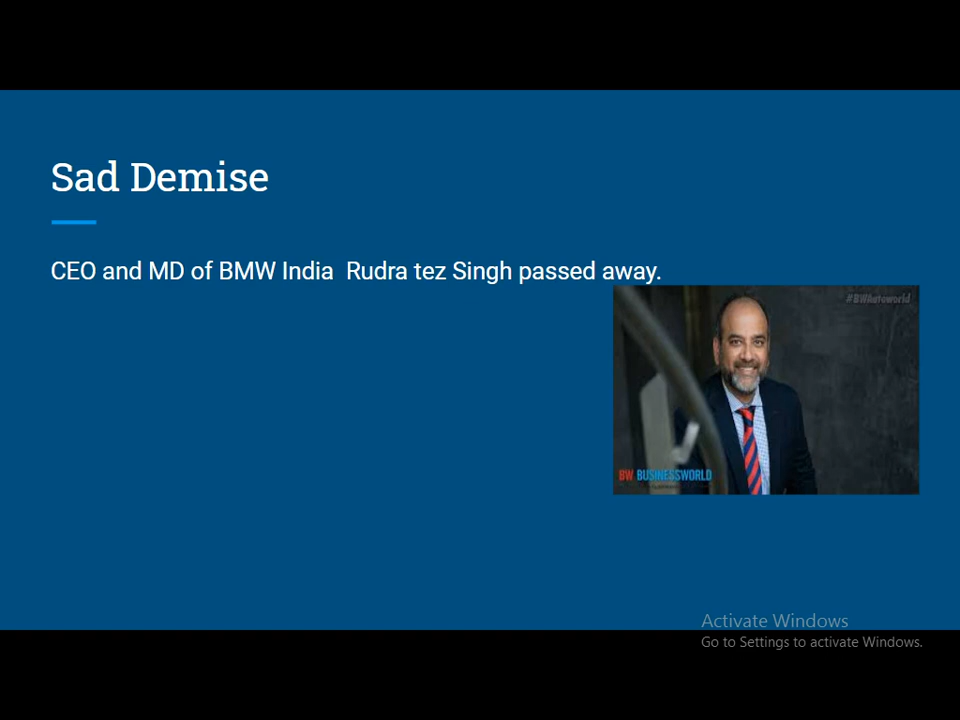 Sad Demise
CEO and MD of BMW India  Rudra tez Singh passed away.
#BWAutoworld
BW BUSINESSWORLD
Activate Windows
Go to Settings to activate Windows.